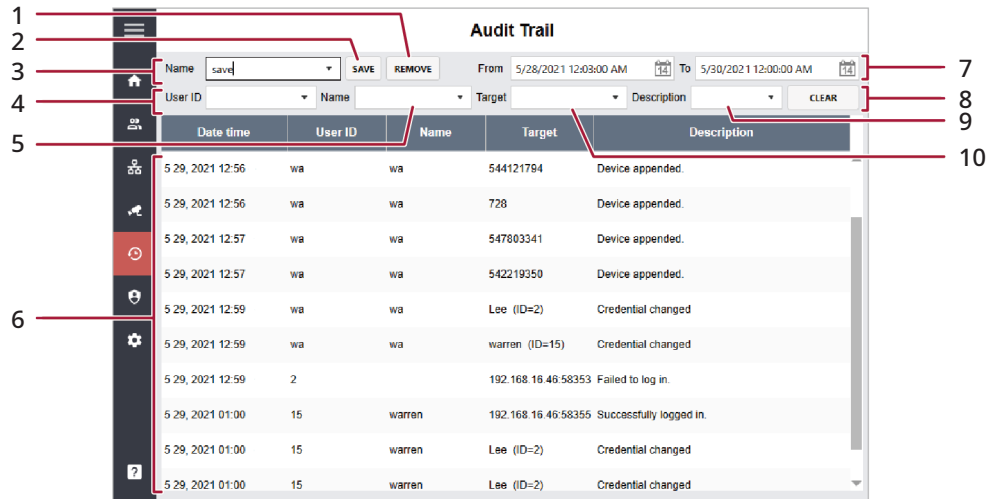 Audit Trail
1
2
3
4
5
6
7
8
9
10
Name save SAVE REMOVE From 5/28/2021 12:03:00 AM 14 To 5/30/2021 12:00:00 AM 14
User ID Name Target Description CLEAR
Date time User ID Name Target Description
5 29, 2021 12:56 wa wa 544121794 Device appended.
5 29, 2021 12:56 wa wa 728 Device appended.
5 29, 2021 12:57 wa wa 547803341 Device appended.
5 29, 2021 12:57 wa wa 542219350 Device appended.
5 29, 2021 12:59 wa wa Lee (ID=2) Credential changed
5 29, 2021 12:59 wa wa warren (ID=15) Credential changed
5 29, 2021 12:59 2 192.168.16.46:58353 Failed to log in.
5 29, 2021 01:00 15 warren 192.168.16.46:58355 Successfully logged in.
5 29, 2021 01:00 15 warren Lee (ID=2) Credential changed
5 29, 2021 01:00 15 warren Lee (ID=2) Credential changed
?